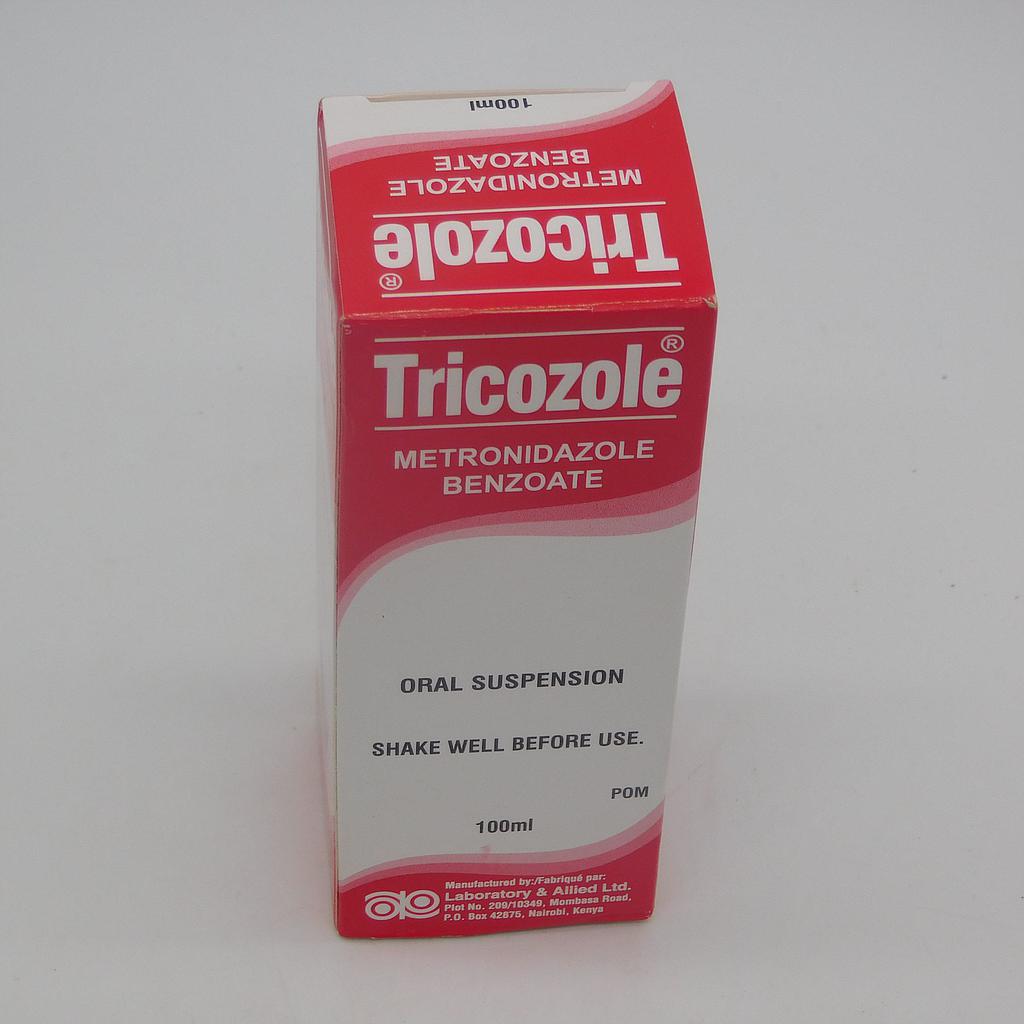 100ml
METRONIDAZOLE
BENZOATE
Tricozole®
Tricozole®
METRONIDAZOLE
BENZOATE
ORAL SUSPENSION
SHAKE WELL BEFORE USE.
POM
100ml
Manufactured by:/Fabriqué par:
Laboratory & Allied Ltd.
Plot No. 209/10349, Mombasa Road,
P.O. Box 42875, Nairobi, Kenya